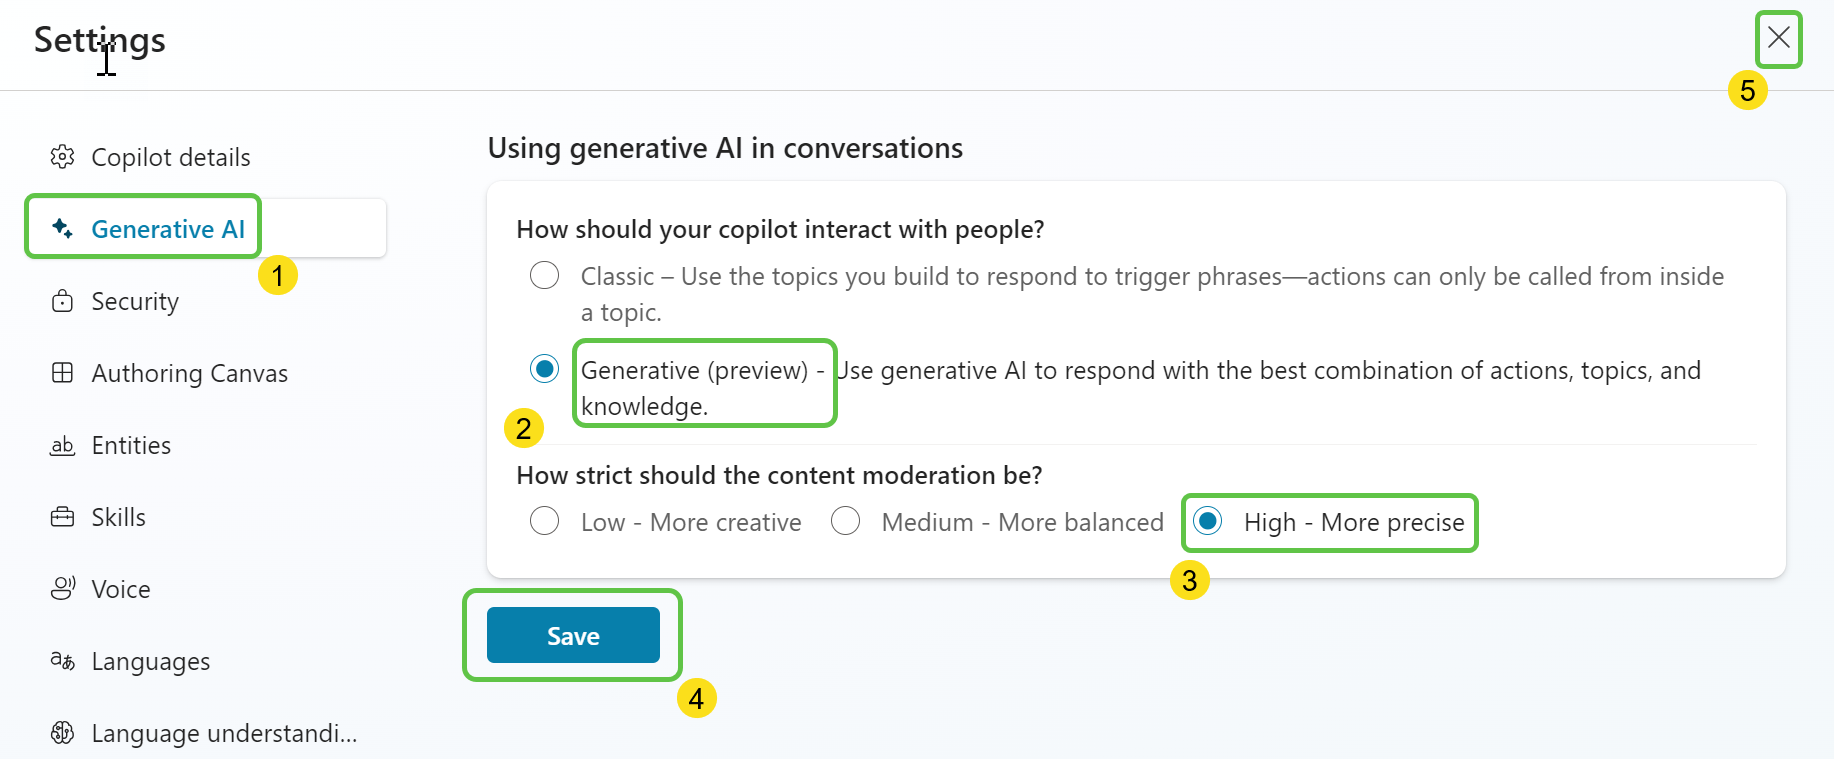 Settings
5
Copilot details
Generative AI
1
Security
Authoring Canvas
Entities
Skills
Voice
Languages
Language understandi...
Using generative AI in conversations
How should your copilot interact with people?
Classic – Use the topics you build to respond to trigger phrases—actions can only be called from inside
a topic.
Generative (preview) - Use generative AI to respond with the best combination of actions, topics, and
knowledge.
2
How strict should the content moderation be?
Low - More creative
Medium - More balanced
High - More precise
3
Save
4